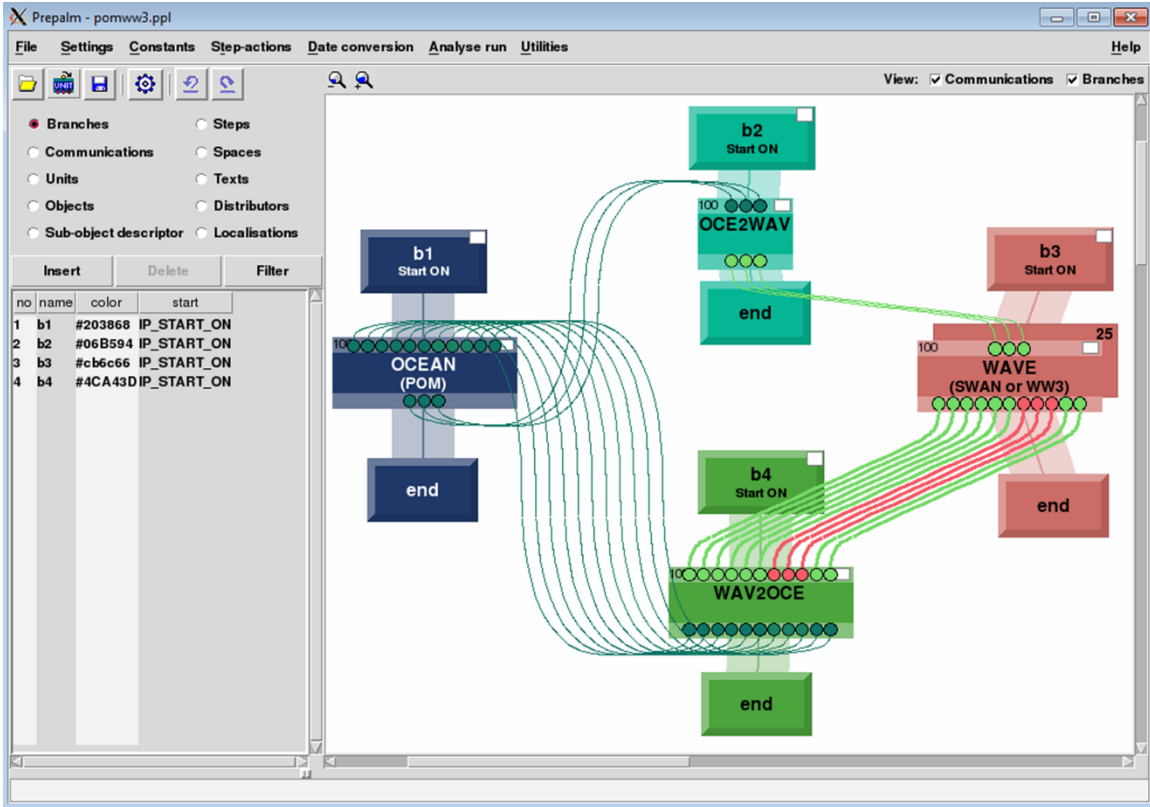 Prepalm - pomww3.ppl
File Settings Constants Step-actions Date conversion Analyse run Utilities Help
UNIT
View: Communications Branches
Branches Steps
Communications Spaces
Units Texts
Objects Distributors
Sub-object descriptor Localisations
Insert Delete Filter
no name color start
1 b1 #203868 IP_START_ON
2 b2 #06B594 IP_START_ON
3 b3 #cb6c66 IP_START_ON
4 b4 #4CA43D IP_START_ON
b2
Start ON
100
OCE2WAV
end
b1
Start ON
10
OCEAN
(POM)
end
b3
Start ON
25
100
WAVE
(SWAN or WW3)
end
b4
Start ON
10
WAV2OCE
end